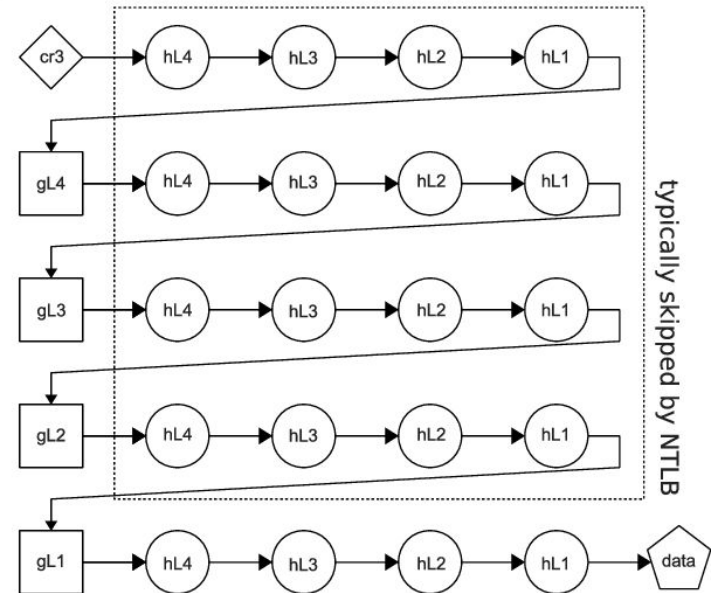 cr3 hL4 hL3 hL2 hL1
gL4 hL4 hL3 hL2 hL1
gL3 hL4 hL3 hL2 hL1
gL2 hL4 hL3 hL2 hL1
gL1 hL4 hL3 hL2 hL1 data
typically skipped by NTLB